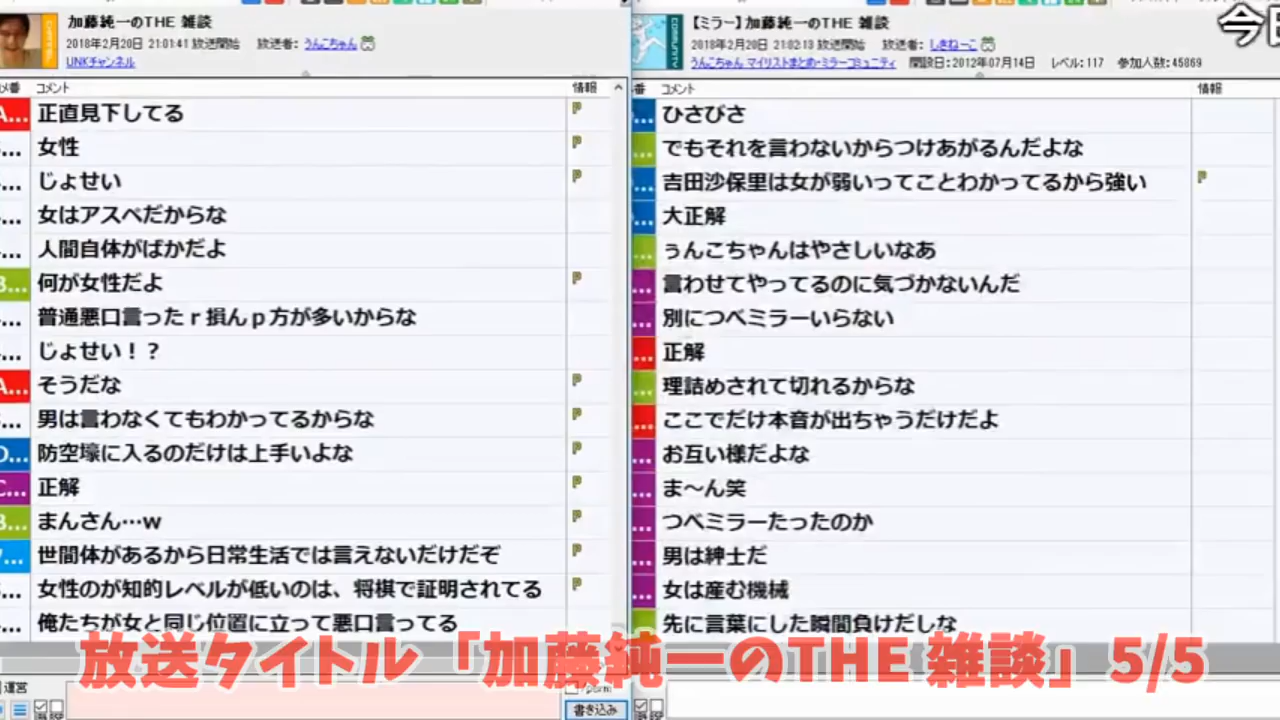 加藤純一のTHE 雑談
2018年2月20日 21:01:41 放送開始 放送者: うんこちゃん
UNKチャンネル
コメント 情報
A... 正直見下してる P
女性 P
じょせい P
女はアスペだからな
人間自体がばかだよ
B... 何が女性だよ P
普通悪口言ったｒ損んｐ方が多いからな
じょせい！？
A... そうだな P
男は言わなくてもわかってるからな P
D... 防空壕に入るのだけは上手いよな P
C... 正解 P
B... まんさん…w P
世間体があるから日常生活では言えないだけだぞ P
女性のが知的レベルが低いのは、将棋で証明されてる P
俺たちが女と同じ位置に立って悪口言ってる
運営
書き込み
【ミラー】加藤純一のTHE 雑談
2018年2月20日 21:02:13 放送開始 放送者: しきねーこ
うんこちゃん マイリストまとめ・ミラーコミュニティ 開設日:2012年07月14日 レベル:117 参加人数:45869
番 コメント 情報
ひさびさ
でもそれを言わないからつけあがるんだよな
吉田沙保里は女が弱いってことわかってるから強い P
大正解
ぅんこちゃんはやさしいなあ
言わせてやってるのに気づかないんだ
別につべミラーいらない
正解
理詰めされて切れるからな
ここでだけ本音が出ちゃうだけだよ
お互い様だよな
ま～ん笑
つべミラーたったのか
男は紳士だ
女は産む機械
先に言葉にした瞬間負けだしな
放送タイトル「加藤純一のTHE 雑談」5/5